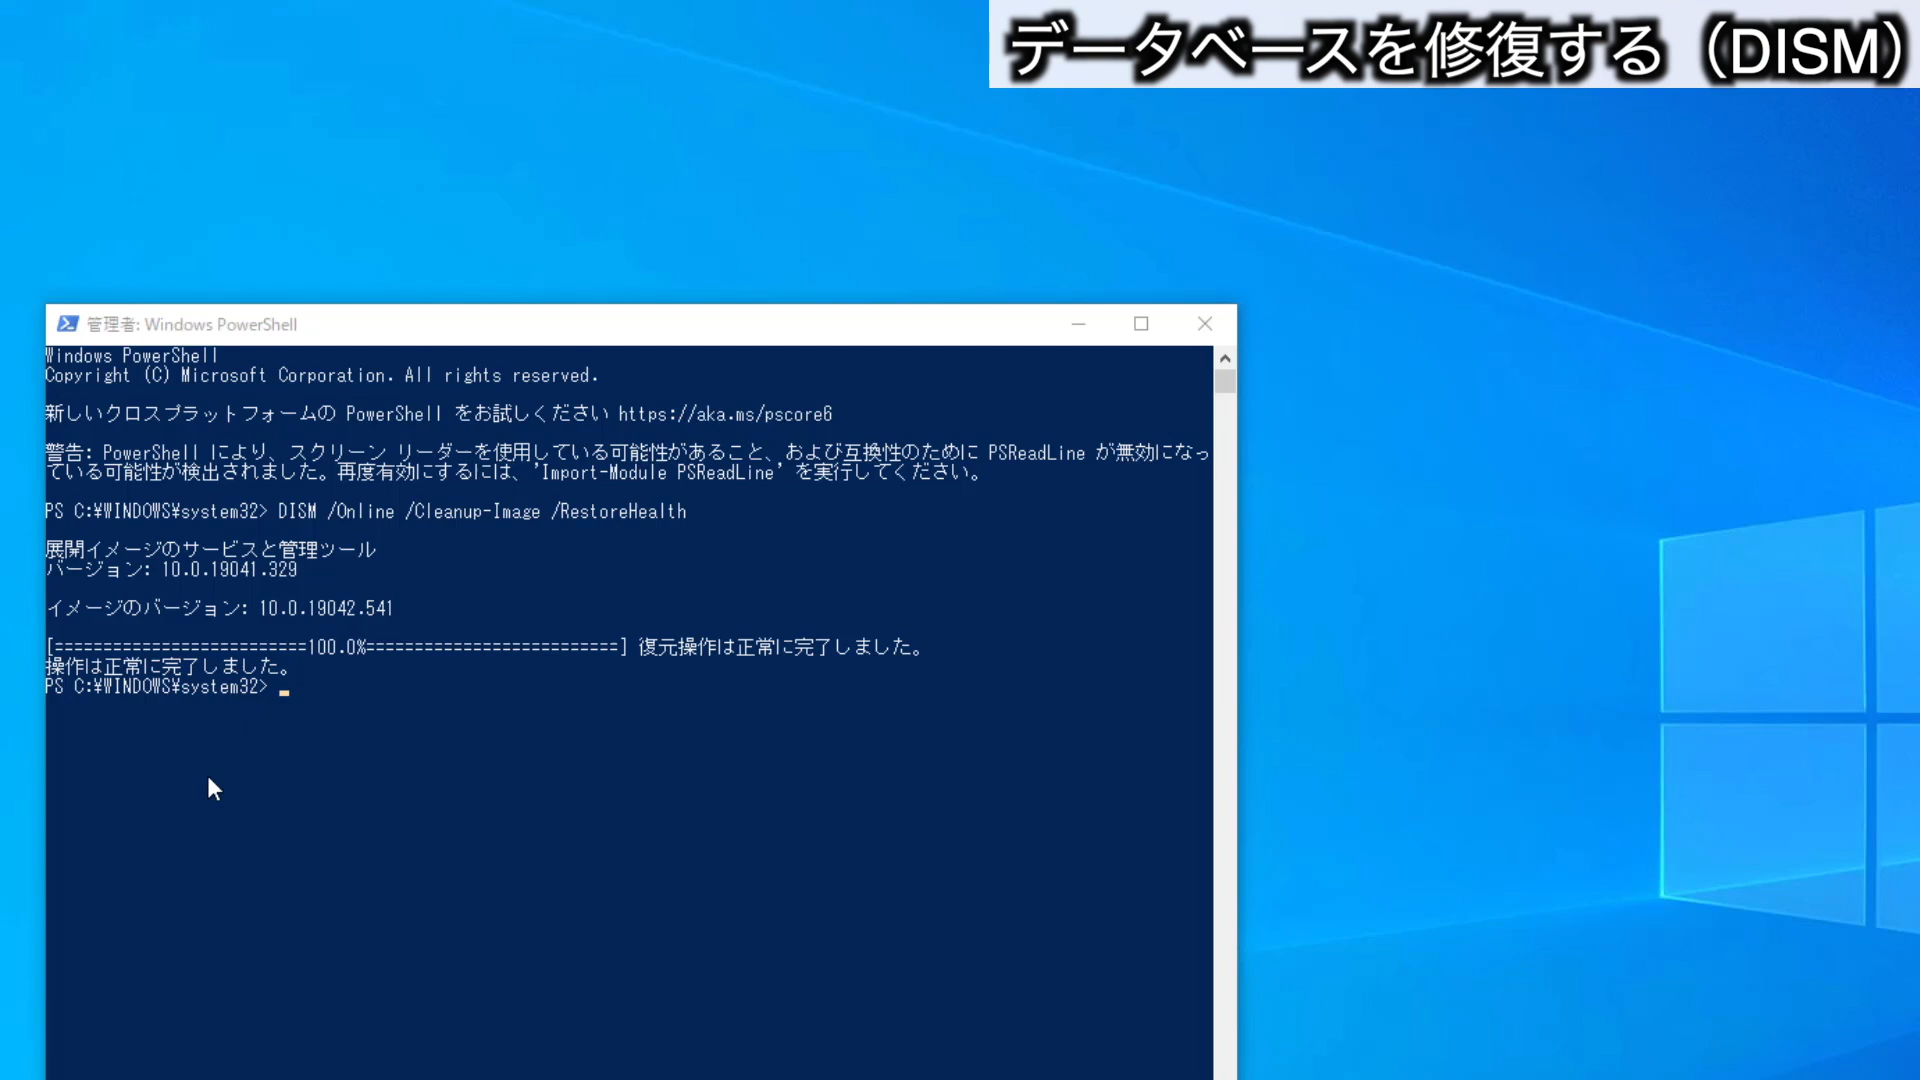 データベースを修復する（DISM）
管理者: Windows PowerShell
Windows PowerShell
Copyright (C) Microsoft Corporation. All rights reserved.
新しいクロスプラットフォームの PowerShell をお試しください https://aka.ms/pscore6
警告: PowerShell により、スクリーン リーダーを使用している可能性があること、および互換性のために PSReadLine が無効になっ
ている可能性が検出されました。再度有効にするには、'Import-Module PSReadLine' を実行してください。
PS C:¥WINDOWS¥system32> DISM /Online /Cleanup-Image /RestoreHealth
展開イメージのサービスと管理ツール
バージョン: 10.0.19041.329
イメージのバージョン: 10.0.19042.541
[==========================100.0%==========================] 復元操作は正常に完了しました。
操作は正常に完了しました。
PS C:¥WINDOWS¥system32>